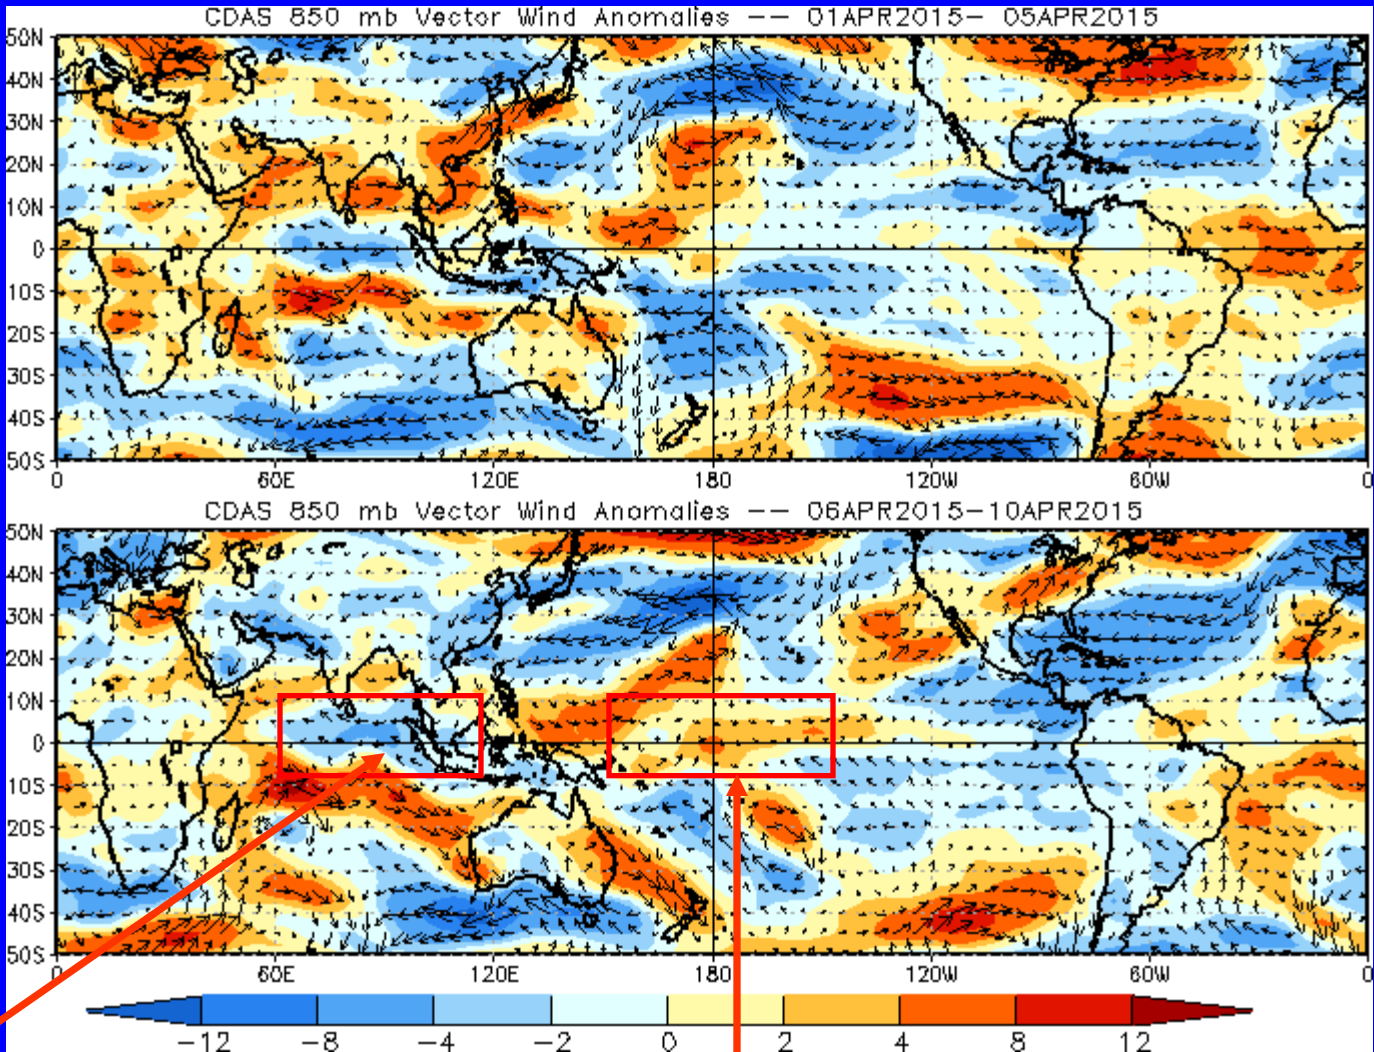 CDAS 850 mb Vector Wind Anomalies -- 01APR2015- 05APR2015
50N
40N
30N
20N
10N
0
10S
20S
30S
40S
50S
0 60E 120E 180 120W 60W 0
CDAS 850 mb Vector Wind Anomalies -- 06APR2015-10APR2015
50N
40N
30N
20N
10N
0
10S
20S
30S
40S
50S
0 60E 120E 180 120W 60W 0
-12 -8 -4 -2 0 2 4 8 12